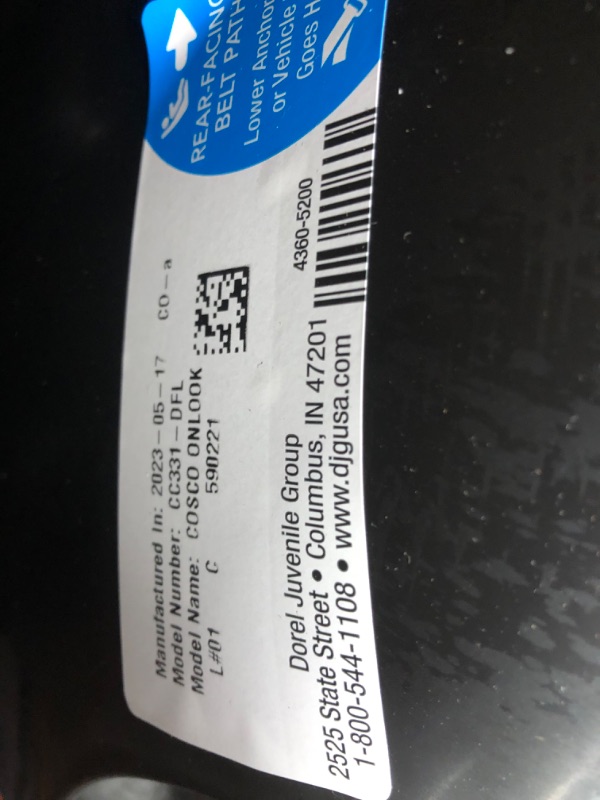 REAR-FACING
BELT PATH
Lower Anchor
or Vehicle
Goes H
Manufactured In: 2023-05-17 CO-a
Model Number: CC331-DFL
Model Name: COSCO ONLOOK
L#01 C 590221
4360-5200
Dorel Juvenile Group
2525 State Street • Columbus, IN 47201
1-800-544-1108 • www.djgusa.com